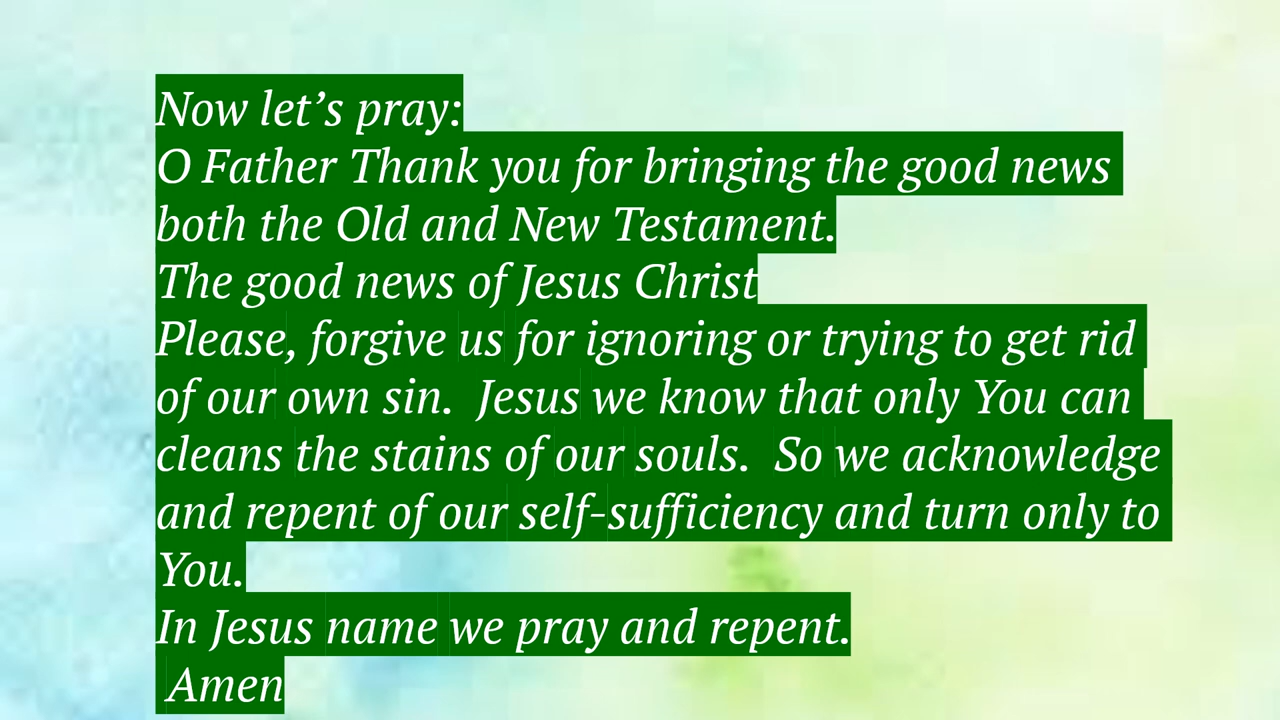 Now let’s pray:
O Father Thank you for bringing the good news
both the Old and New Testament.
The good news of Jesus Christ
Please, forgive us for ignoring or trying to get rid
of our own sin.  Jesus we know that only You can
cleans the stains of our souls.  So we acknowledge
and repent of our self-sufficiency and turn only to
You.
In Jesus name we pray and repent.
Amen